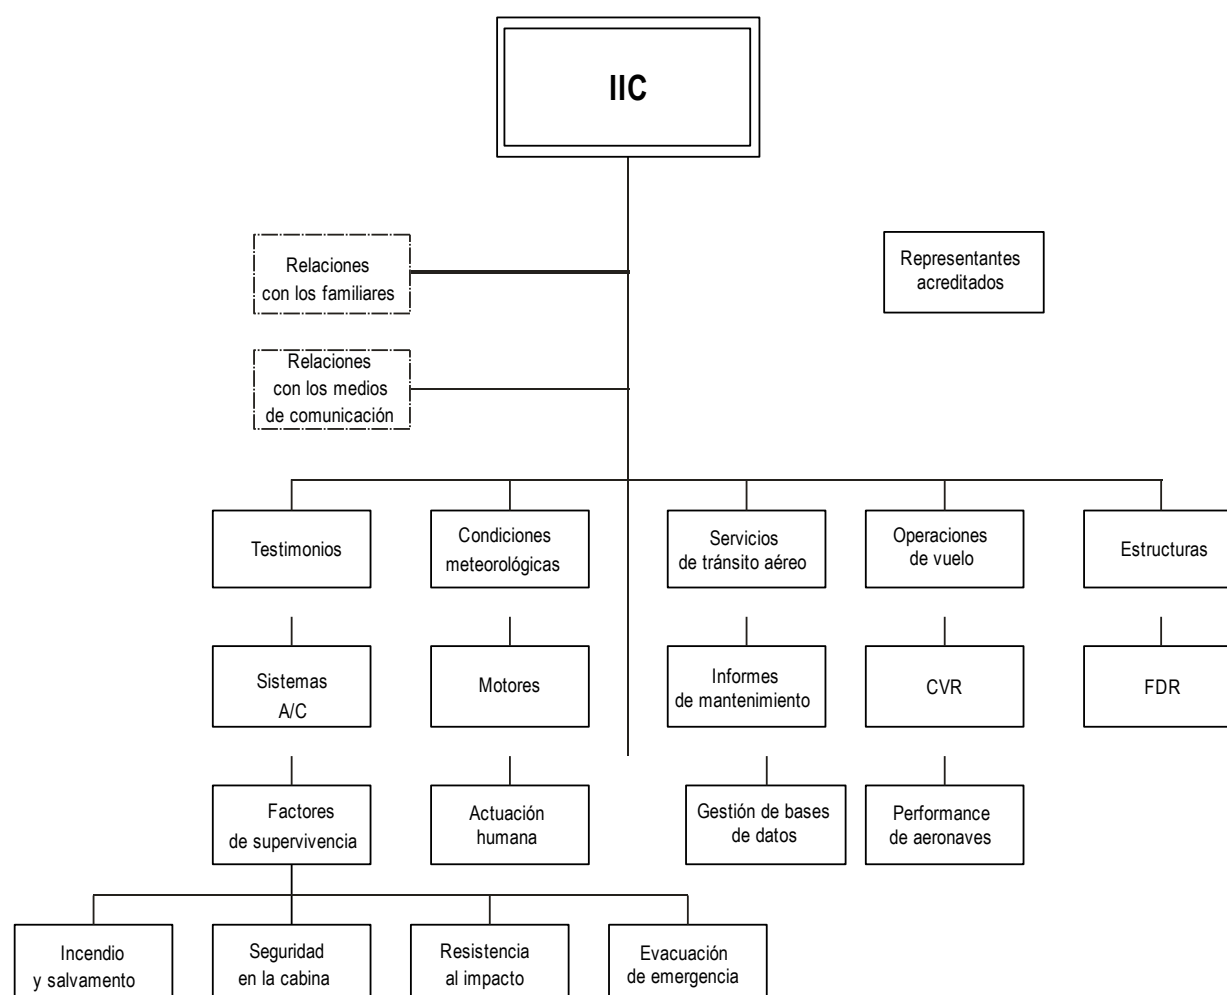 IIC
Relaciones
con los familiares
Representantes
acreditados
Relaciones
con los medios
de comunicación
Testimonios
Condiciones
meteorológicas
Servicios
de tránsito aéreo
Operaciones
de vuelo
Estructuras
Sistemas
A/C
Motores
Informes
de mantenimiento
CVR
FDR
Factores
de supervivencia
Actuación
humana
Gestión de bases
de datos
Performance
de aeronaves
Incendio
y salvamento
Seguridad
en la cabina
Resistencia
al impacto
Evacuación
de emergencia